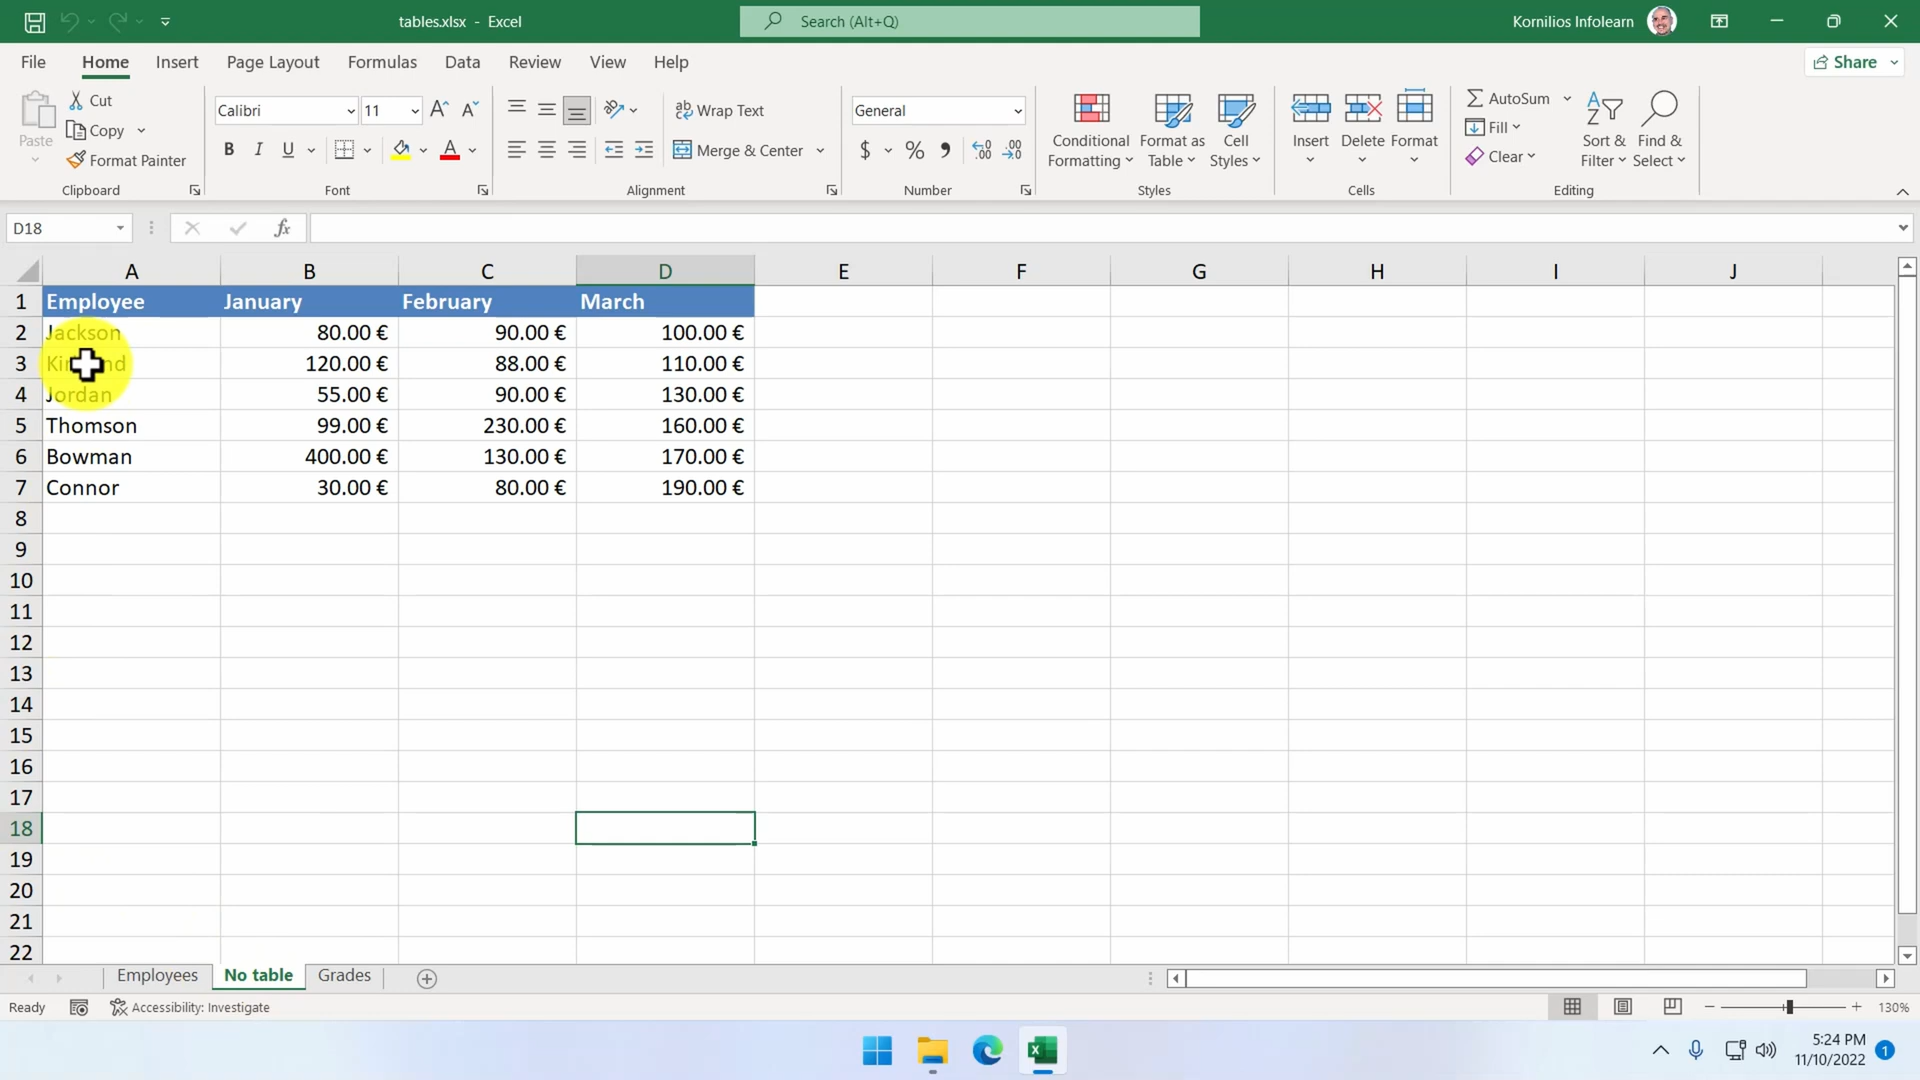 tables.xlsx - Excel
Search (Alt+Q)
Kornilios Infolearn
File Home Insert Page Layout Formulas Data Review View Help
Share
Paste
Cut
Copy
Format Painter
Clipboard
Calibri 11
B I U
Font
Wrap Text
Merge & Center
Alignment
General
$ % 
Number
Conditional Formatting
Format as Table
Cell Styles
Styles
Insert Delete Format
Cells
AutoSum
Fill
Clear
Sort & Filter
Find & Select
Editing
D18
fx
A B C D E F G H I J
1 Employee January February March
2 Jackson 80.00 € 90.00 € 100.00 €
3 120.00 € 88.00 € 110.00 €
4 Jordan 55.00 € 90.00 € 130.00 €
5 Thomson 99.00 € 230.00 € 160.00 €
6 Bowman 400.00 € 130.00 € 170.00 €
7 Connor 30.00 € 80.00 € 190.00 €
8
9
10
11
12
13
14
15
16
17
18
19
20
21
22
Employees No table Grades
Ready
Accessibility: Investigate
130%
5:24 PM
11/10/2022
1